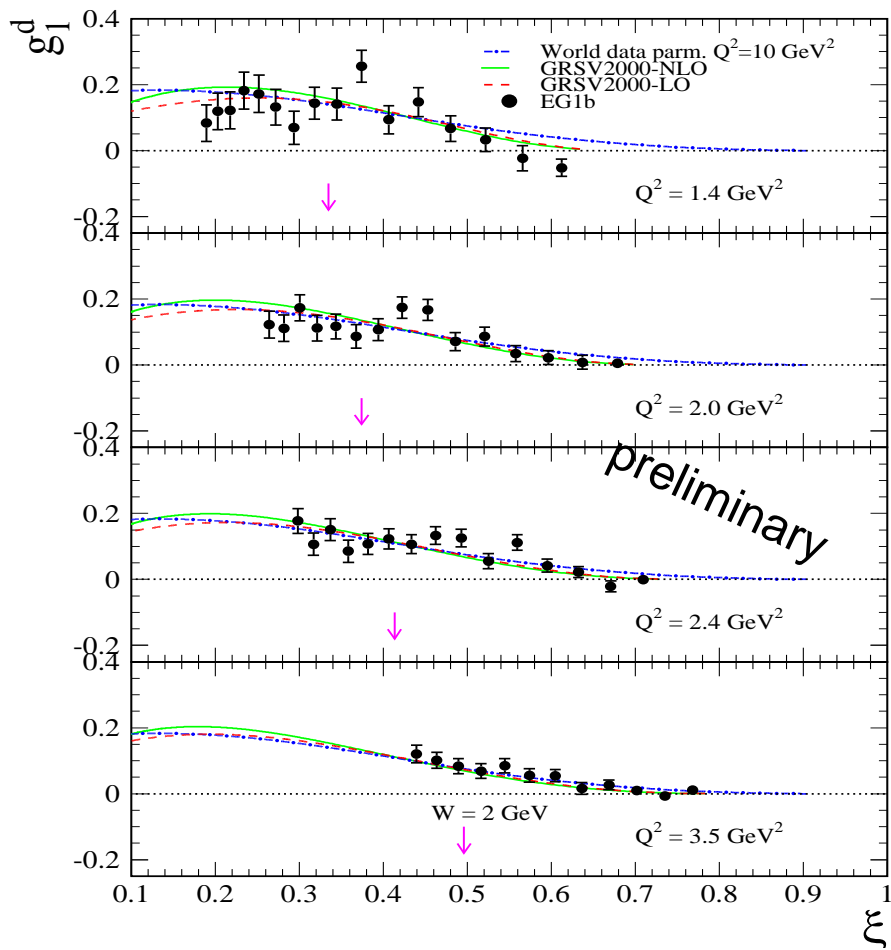 g₁ᵈ
0.4
World data parm. Q²=10 GeV²
GRSV2000-NLO
GRSV2000-LO
EG1b
0.2
0
Q² = 1.4 GeV²
-0.2
0.4
0.2
0
Q² = 2.0 GeV²
-0.2
0.4
preliminary
0.2
0
Q² = 2.4 GeV²
-0.2
0.4
0.2
0
W = 2 GeV
Q² = 3.5 GeV²
-0.2
0.1 0.2 0.3 0.4 0.5 0.6 0.7 0.8 0.9 1
ξ